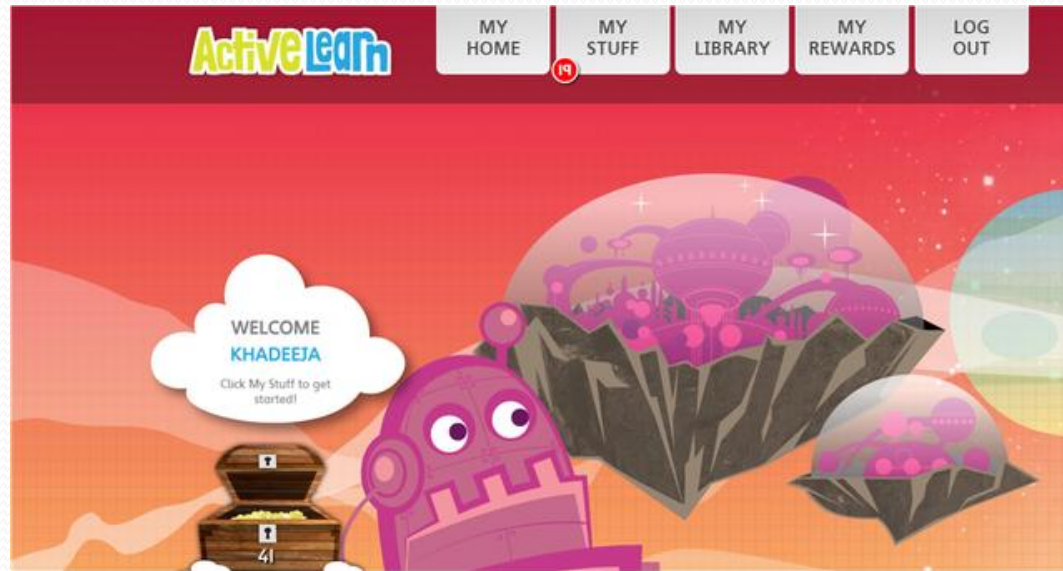 ActiveLearn
MY HOME
MY STUFF
MY LIBRARY
MY REWARDS
LOG OUT
19
WELCOME
KHADEEJA
Click My Stuff to get
started!
41